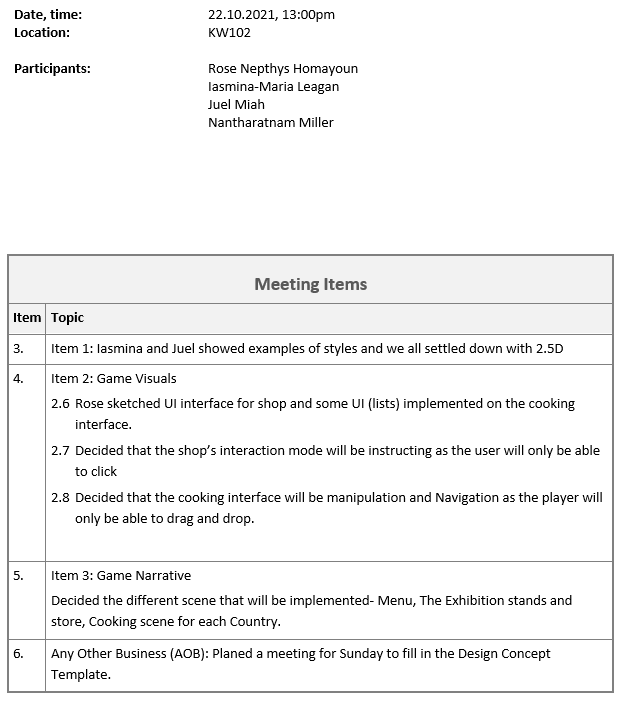 Date, time: 22.10.2021, 13:00pm
Location: KW102
Participants: Rose Nepthys Homayoun
Iasmina-Maria Leagan
Juel Miah
Nantharatnam Miller
Meeting Items
Item Topic
3. Item 1: Iasmina and Juel showed examples of styles and we all settled down with 2.5D
4. Item 2: Game Visuals
2.6 Rose sketched UI interface for shop and some UI (lists) implemented on the cooking
interface.
2.7 Decided that the shop’s interaction mode will be instructing as the user will only be able
to click
2.8 Decided that the cooking interface will be manipulation and Navigation as the player will
only be able to drag and drop.
5. Item 3: Game Narrative
Decided the different scene that will be implemented- Menu, The Exhibition stands and
store, Cooking scene for each Country.
6. Any Other Business (AOB): Planed a meeting for Sunday to fill in the Design Concept
Template.